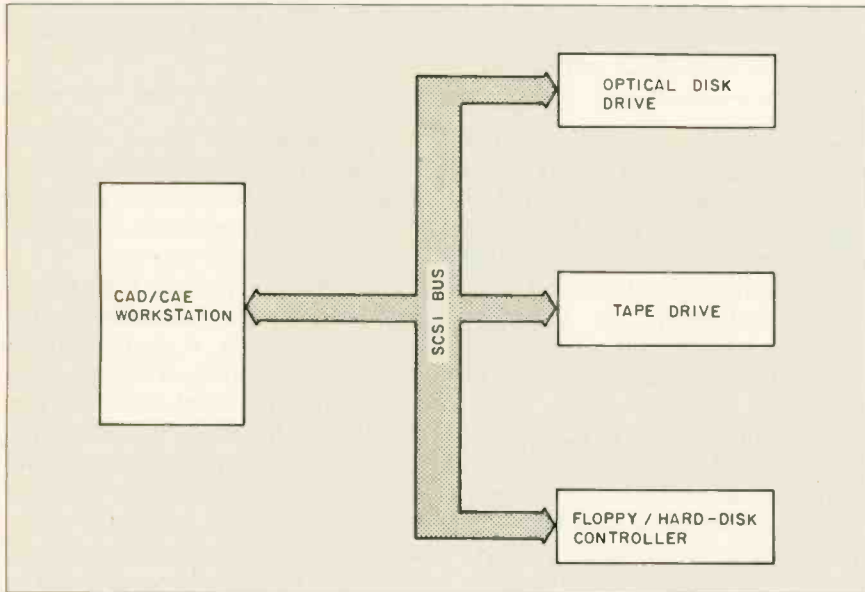 OPTICAL DISK
DRIVE
CAD/CAE
WORKSTATION
SCSI BUS
TAPE DRIVE
FLOPPY / HARD-DISK
CONTROLLER